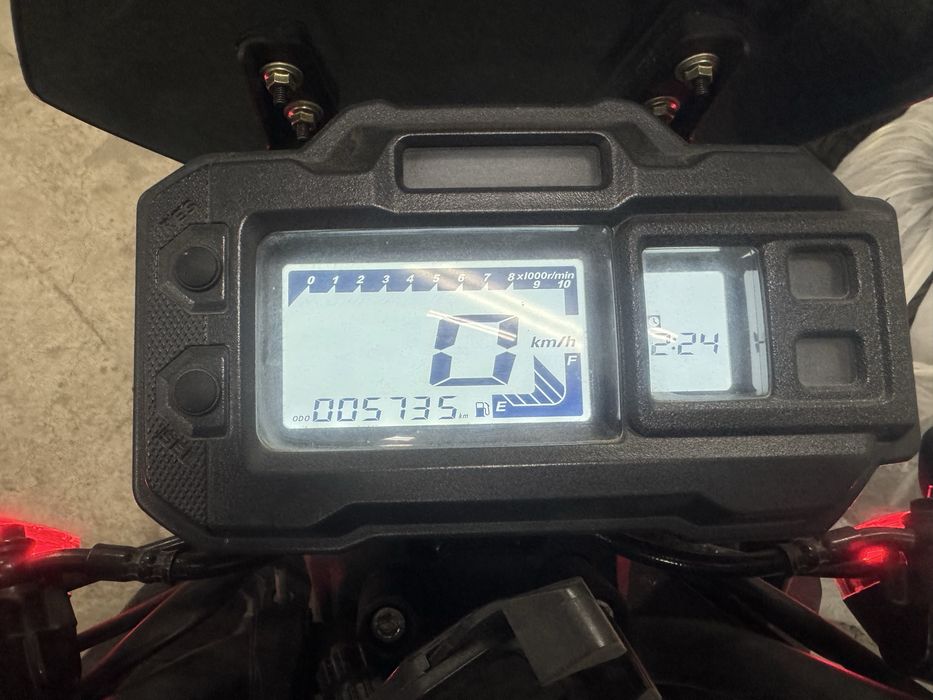 0 1 2 3 4 5 6 7 8 x1000r/min
9 10
0 km/h
F
2:24
ODO 005735 km
E